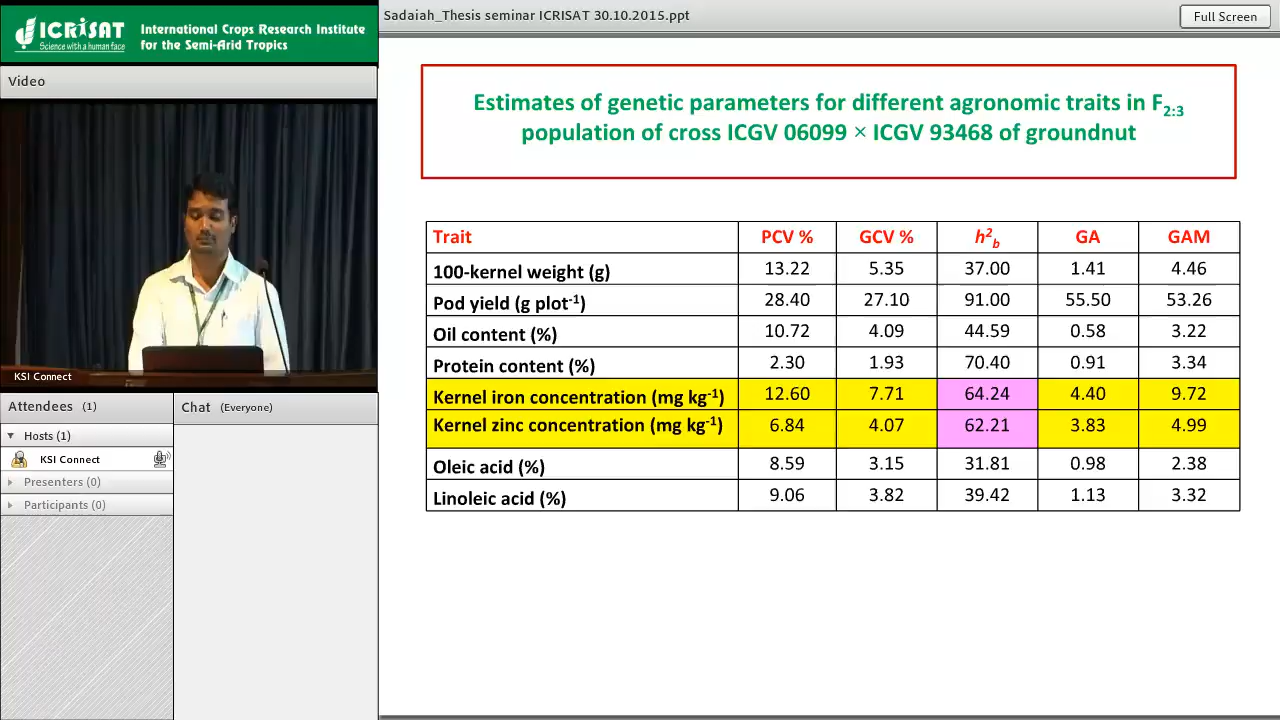 ICRISAT
Science with a human face
International Crops Research Institute
for the Semi-Arid Tropics
Sadaiah_Thesis seminar ICRISAT 30.10.2015.ppt
Full Screen
Video
KSI Connect
Attendees (1)
Hosts (1)
KSI Connect
Presenters (0)
Participants (0)
Chat (Everyone)
Estimates of genetic parameters for different agronomic traits in F2:3
population of cross ICGV 06099 × ICGV 93468 of groundnut
Trait PCV % GCV % h²b GA GAM
100-kernel weight (g) 13.22 5.35 37.00 1.41 4.46
Pod yield (g plot-1) 28.40 27.10 91.00 55.50 53.26
Oil content (%) 10.72 4.09 44.59 0.58 3.22
Protein content (%) 2.30 1.93 70.40 0.91 3.34
Kernel iron concentration (mg kg-1) 12.60 7.71 64.24 4.40 9.72
Kernel zinc concentration (mg kg-1) 6.84 4.07 62.21 3.83 4.99
Oleic acid (%) 8.59 3.15 31.81 0.98 2.38
Linoleic acid (%) 9.06 3.82 39.42 1.13 3.32